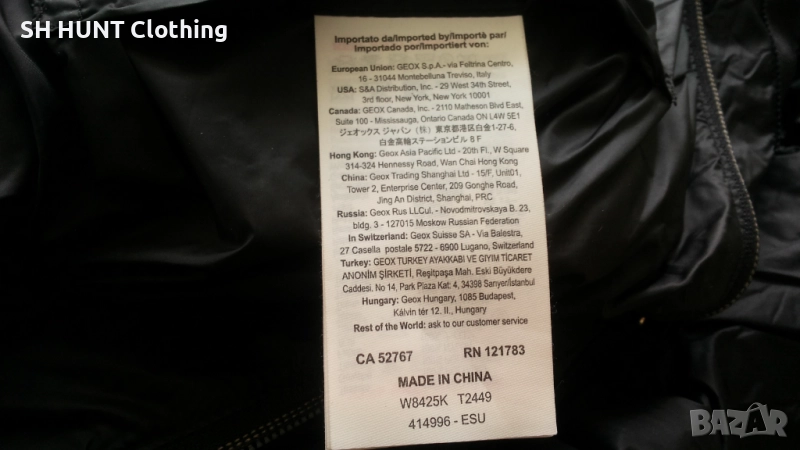 SH HUNT Clothing
Importato da/Imported by/Importè par/
Importado por/Importiert von:
European Union: GEOX S.p.A.- via Feltrina Centro,
16 - 31044 Montebelluna Treviso, Italy
USA: S&A Distribution, Inc. - 29 West 34th Street,
3rd floor, New York, New York 10001
Canada: GEOX Canada, Inc. - 2110 Matheson Blvd East,
Suite 100 - Mississauga, Ontario Canada ON L4W 5E1
ジェオックス ジャパン (株) 東京都港区白金1-27-6,
白金高輪ステーションビル 8 F
Hong Kong: Geox Asia Pacific Ltd - 20th Fl., W Square
314-324 Hennessy Road, Wan Chai Hong Kong
China: Geox Trading Shanghai Ltd - 15/F, Unit01,
Tower 2, Enterprise Center, 209 Gonghe Road,
Jing An District, Shanghai, PRC
Russia: Geox Rus LLCul. - Novodmitrovskaya B. 23,
bldg. 3 - 127015 Moscow Russian Federation
In Switzerland: Geox Suisse SA - Via Balestra,
27 Casella postale 5722 - 6900 Lugano, Switzerland
Turkey: GEOX TURKEY AYAKKABI VE GIYIM TİCARET
ANONİM ŞİRKETİ, Reşitpaşa Mah. Eski Büyükdere
Caddesi. No 14, Park Plaza Kat: 4, 34398 Sarıyer/İstanbul
Hungary: Geox Hungary, 1085 Budapest,
Kálvin tér 12. II., Hungary
Rest of the World: ask to our customer service
CA 52767 RN 121783
MADE IN CHINA
W8425K T2449
414996 - ESU
BAZAR